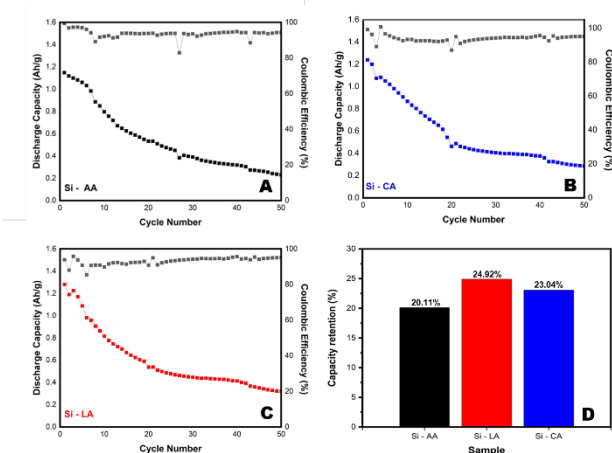 1.6
1.4
1.2
1.0
0.8
0.6
0.4
0.2
0.0
Discharge Capacity (Ah/g)
100
80
60
40
20
0
Coulombic Efficiency (%)
Si - AA
A
0 10 20 30 40 50
Cycle Number
1.6
1.4
1.2
1.0
0.8
0.6
0.4
0.2
0.0
Discharge Capacity (Ah/g)
100
80
60
40
20
0
Coulombic Efficiency (%)
Si - CA
B
0 10 20 30 40 50
Cycle Number
1.6
1.4
1.2
1.0
0.8
0.6
0.4
0.2
0.0
Discharge Capacity (Ah/g)
100
80
60
40
20
0
Coulombic Efficiency (%)
Si - LA
C
0 10 20 30 40 50
Cycle Number
30
25
20
15
10
5
0
Capacity retention (%)
20.11%
24.92%
23.04%
D
Si - AA Si - LA Si - CA
Sample